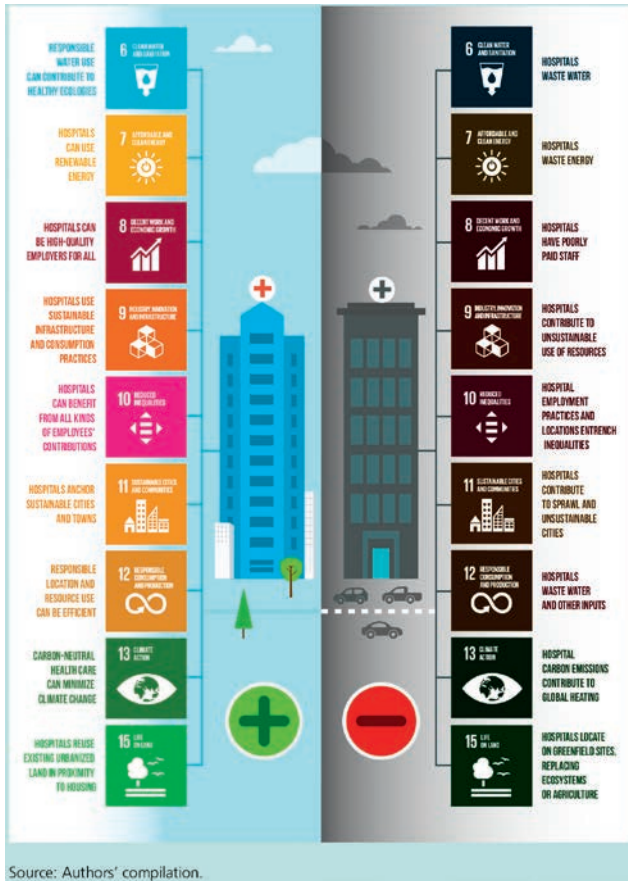 RESPONSIBLE
WATER USE
CAN CONTRIBUTE TO
HEALTHY ECOLOGIES
6 CLEAN WATER
AND SANITATION
HOSPITALS
CAN USE
RENEWABLE
ENERGY
7 AFFORDABLE AND
CLEAN ENERGY
HOSPITALS CAN
BE HIGH-QUALITY
EMPLOYERS FOR ALL
8 DECENT WORK AND
ECONOMIC GROWTH
HOSPITALS USE
SUSTAINABLE
INFRASTRUCTURE
AND CONSUMPTION
PRACTICES
9 INDUSTRY, INNOVATION
AND INFRASTRUCTURE
HOSPITALS
CAN BENEFIT
FROM ALL KINDS
OF EMPLOYEES'
CONTRIBUTIONS
10 REDUCED
INEQUALITIES
HOSPITALS ANCHOR
SUSTAINABLE CITIES
AND TOWNS
11 SUSTAINABLE CITIES
AND COMMUNITIES
RESPONSIBLE
LOCATION AND
RESOURCE USE
CAN BE EFFICIENT
12 RESPONSIBLE
CONSUMPTION
AND PRODUCTION
CARBON-NEUTRAL
HEALTH CARE
CAN MINIMIZE
CLIMATE CHANGE
13 CLIMATE
ACTION
HOSPITALS REUSE
EXISTING URBANIZED
LAND IN PROXIMITY
TO HOUSING
15 LIFE
ON LAND
6 CLEAN WATER
AND SANITATION
HOSPITALS
WASTE WATER
7 AFFORDABLE AND
CLEAN ENERGY
HOSPITALS
WASTE ENERGY
8 DECENT WORK AND
ECONOMIC GROWTH
HOSPITALS
HAVE POORLY
PAID STAFF
9 INDUSTRY, INNOVATION
AND INFRASTRUCTURE
HOSPITALS
CONTRIBUTE TO
UNSUSTAINABLE
USE OF RESOURCES
10 REDUCED
INEQUALITIES
HOSPITAL
EMPLOYMENT
PRACTICES AND
LOCATIONS ENTRENCH
INEQUALITIES
11 SUSTAINABLE CITIES
AND COMMUNITIES
HOSPITALS
CONTRIBUTE
TO SPRAWL AND
UNSUSTAINABLE
CITIES
12 RESPONSIBLE
CONSUMPTION
AND PRODUCTION
HOSPITALS
WASTE WATER
AND OTHER INPUTS
13 CLIMATE
ACTION
HOSPITAL
CARBON EMISSIONS
CONTRIBUTE TO
GLOBAL HEATING
15 LIFE
ON LAND
HOSPITALS LOCATE
ON GREENFIELD SITES,
REPLACING
ECOSYSTEMS
OR AGRICULTURE
Source: Authors' compilation.